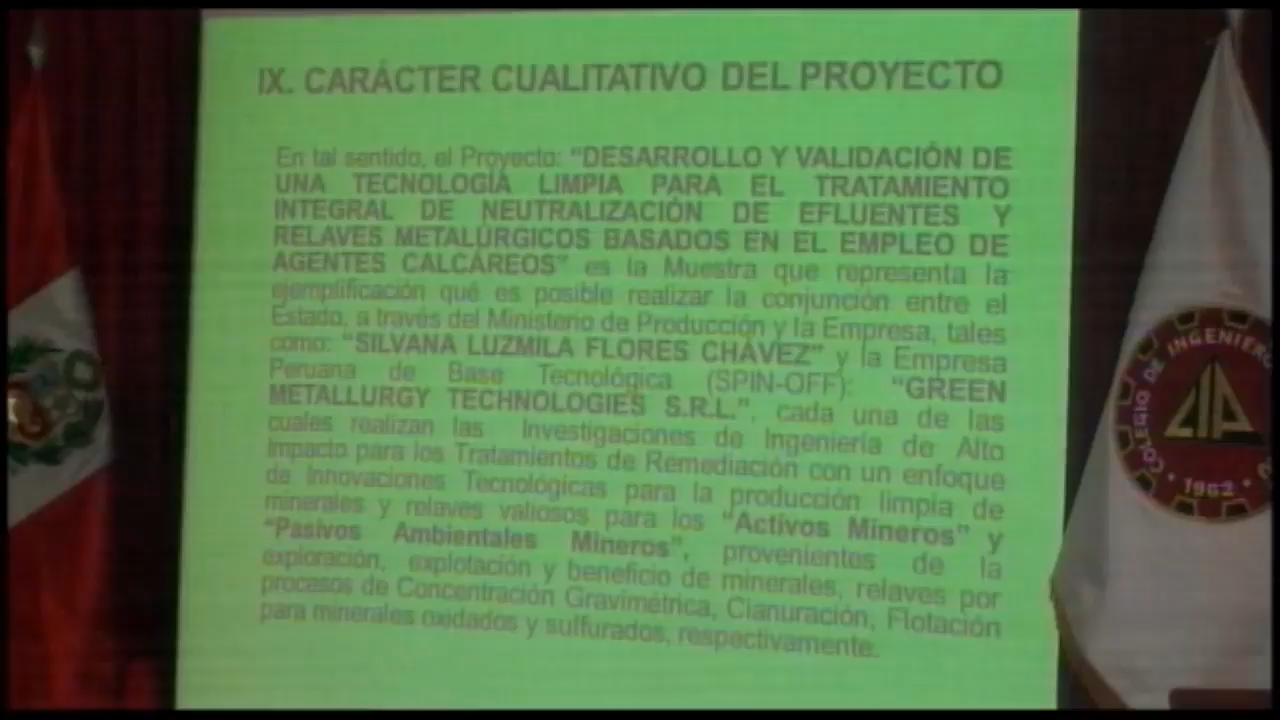 IX. CARÁCTER CUALITATIVO DEL PROYECTO
En tal sentido, el Proyecto: "DESARROLLO Y VALIDACIÓN DE
UNA TECNOLOGÍA LIMPIA PARA EL TRATAMIENTO
INTEGRAL DE NEUTRALIZACIÓN DE EFLUENTES Y
RELAVES METALÚRGICOS BASADOS EN EL EMPLEO DE
AGENTES CALCÁREOS" es la Muestra que representa la
ejemplificación qué es posible realizar la conjunción entre el
Estado, a través del Ministerio de Producción y la Empresa, tales
como: "SILVANA LUZMILA FLORES CHÁVEZ" y la Empresa
Peruana de Base Tecnológica (SPIN-OFF): "GREEN
METALLURGY TECHNOLOGIES S.R.L.", cada una de las
cuales realizan las Investigaciones de Ingeniería de Alto
Impacto para los Tratamientos de Remediación con un enfoque
de Innovaciones Tecnológicas para la producción limpia de
minerales y relaves valiosos para los "Activos Mineros" y
"Pasivos Ambientales Mineros", provenientes de la
exploración, explotación y beneficio de minerales, relaves por
procesos de Concentración Gravimétrica, Cianuración, Flotación
para minerales oxidados y sulfurados, respectivamente.
COLEGIO DE INGENIERO
CIP
1962